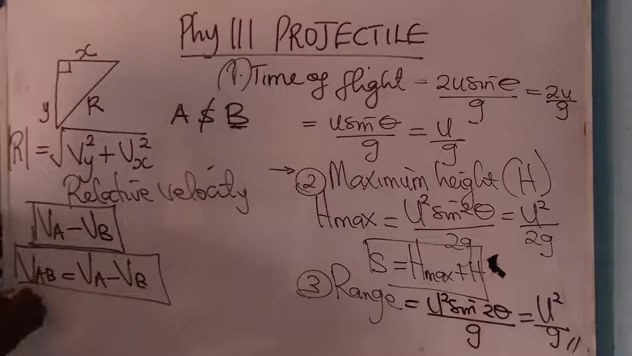 Phy 111 PROJECTILE
x
y
R
|R| = √Vy² + Vx²
A & B
Relative velocity
VA − VB
VAB = VA − VB
(1). Time of flight − 2usinθ/g = 2u/g
= usinθ/g = u/g
→ (2) Maximum height (H)
Hmax = U²sin²θ/2g = U²/2g
S = Hmax + H
(3) Range = U²sin2θ/g = U²/g //